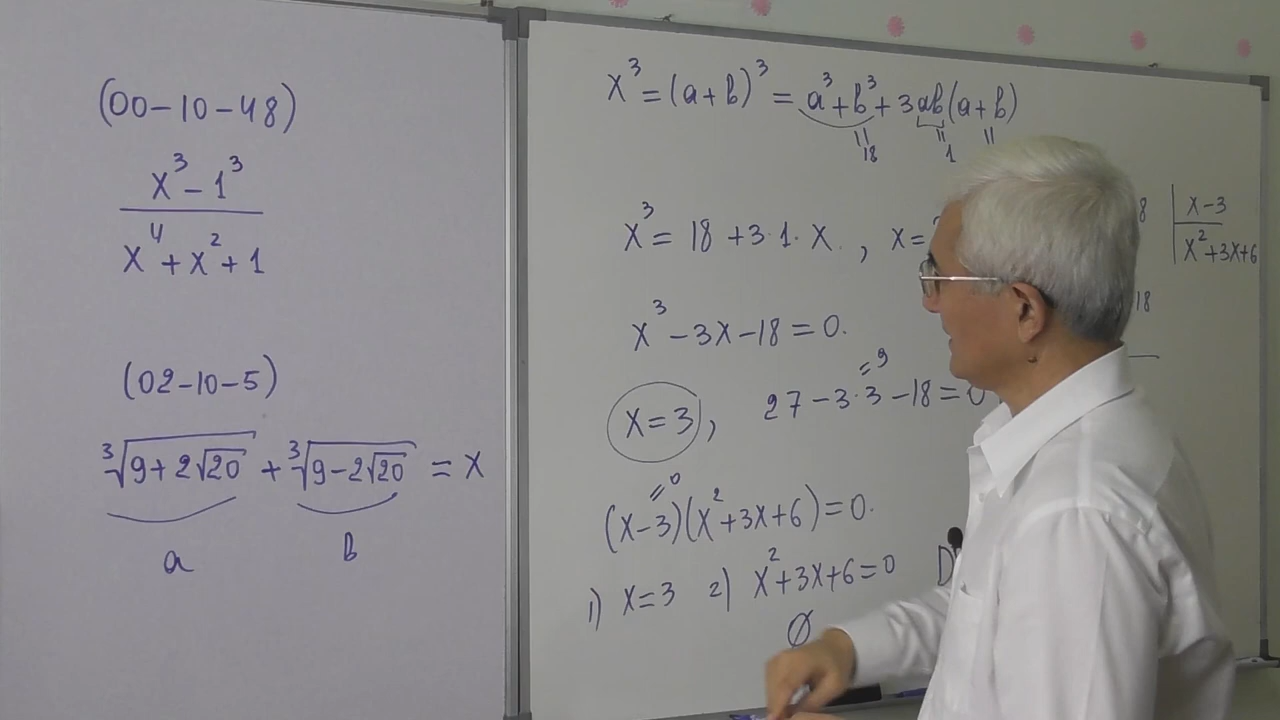 (00-10-48)
x³-1³
x⁴+x²+1
(02-10-5)
∛(9+2√20) + ∛(9-2√20) = x
a b
x³=(a+b)³= a³+b³+3ab(a+b)
18 1
x³= 18+3·1·x, x=
x³-3x-18=0.
=9
x=3, 27-3·3-18=0
=0
(x-3)(x²+3x+6)=0.
1) x=3 2) x²+3x+6=0 D
∅
8 x-3
x²+3x+6
18